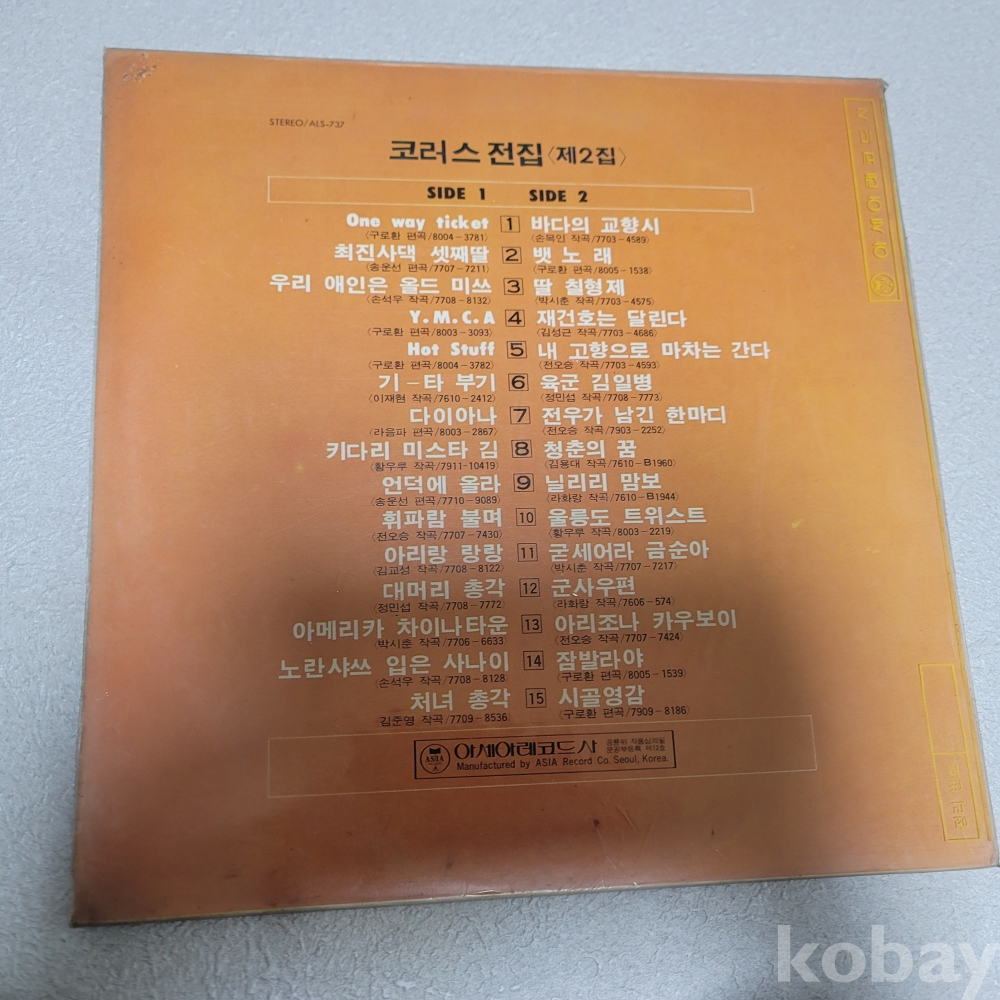 STEREO/ALS-737
코러스 전집〈제2집〉
SIDE 1 SIDE 2
One way ticket 1 바다의 교향시
〈구로환 편곡/8004-3781〉 〈손목인 작곡/7703-4589〉
최진사댁 셋째딸 2 뱃노래
〈송운선 편곡/7707-7211〉 〈구로환 편곡/8005-1538〉
우리 애인은 올드 미쓰 3 딸 칠형제
〈손석우 작곡/7708-8132〉 〈박시춘 작곡/7703-4575〉
Y.M.C.A 4 재건호는 달린다
〈구로환 편곡/8003-3093〉 〈김성근 작곡/7703-4686〉
Hot Stuff 5 내 고향으로 마차는 간다
〈구로환 편곡/8004-3782〉 〈전오승 작곡/7703-4593〉
기-타 부기 6 육군 김일병
〈이재현 작곡/7610-2412〉 〈정민섭 작곡/7708-7773〉
다이아나 7 전우가 남긴 한마디
〈라음파 편곡/8003-2867〉 〈전오승 작곡/7903-2252〉
키다리 미스타 김 8 청춘의 꿈
〈황우루 작곡/7911-10419〉 〈김용대 작곡/7610-B1960〉
언덕에 올라 9 닐리리 맘보
〈송운선 편곡/7710-9089〉 〈라화랑 작곡/7610-B1944〉
휘파람 불며 10 울릉도 트위스트
〈전오승 작곡/7707-7430〉 〈황우루 작곡/8003-2219〉
아리랑 랑랑 11 굳세어라 금순아
〈김교성 작곡/7708-8122〉 〈박시춘 작곡/7707-7217〉
대머리 총각 12 군사우편
〈정민섭 작곡/7708-7772〉 〈라화랑 작곡/7606-574〉
아메리카 차이나타운 13 아리조나 카우보이
〈박시춘 작곡/7706-6633〉 〈전오승 작곡/7707-7424〉
노란샤쓰 입은 사나이 14 잠발라야
〈손석우 작곡/7708-8128〉 〈구로환 편곡/8005-1539〉
처녀 총각 15 시골영감
〈김준영 작곡/7709-8536〉 〈구로환 편곡/7909-8186〉
ASIA 아세아레코드사
Manufactured by ASIA Record Co. Seoul, Korea.
kobay